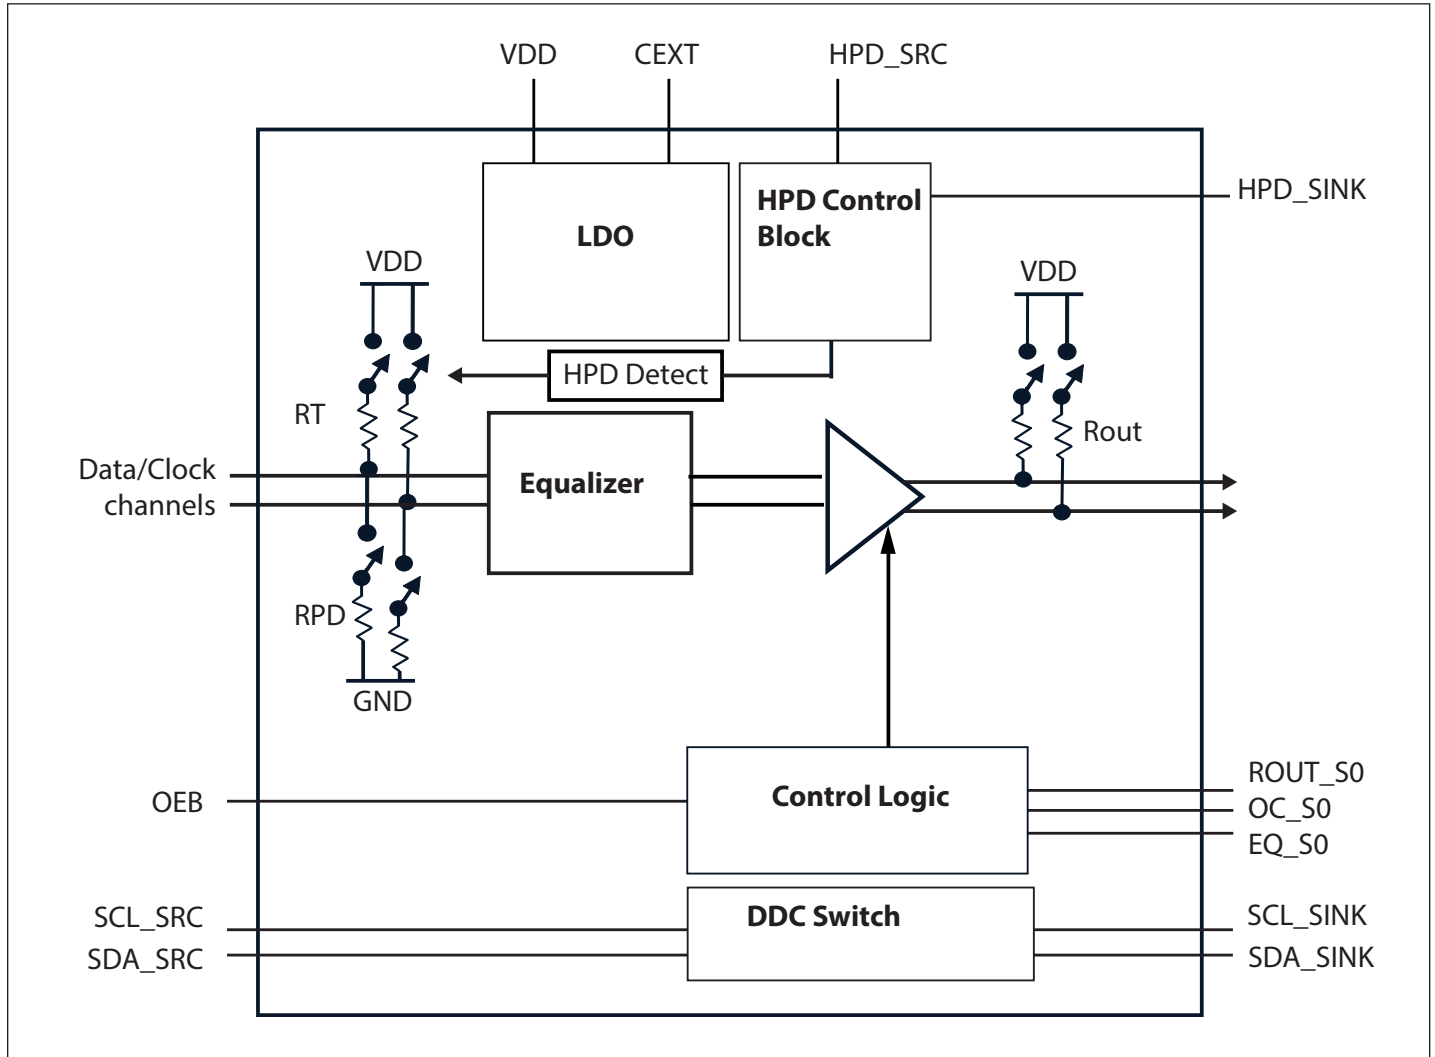 VDD
CEXT
HPD_SRC
HPD Control
Block
LDO
HPD_SINK
VDD
VDD
HPD Detect
RT
Rout
Data/Clock
channels
Equalizer
RPD
GND
Control Logic
OEB
ROUT_S0
OC_S0
EQ_S0
DDC Switch
SCL_SRC
SDA_SRC
SCL_SINK
SDA_SINK